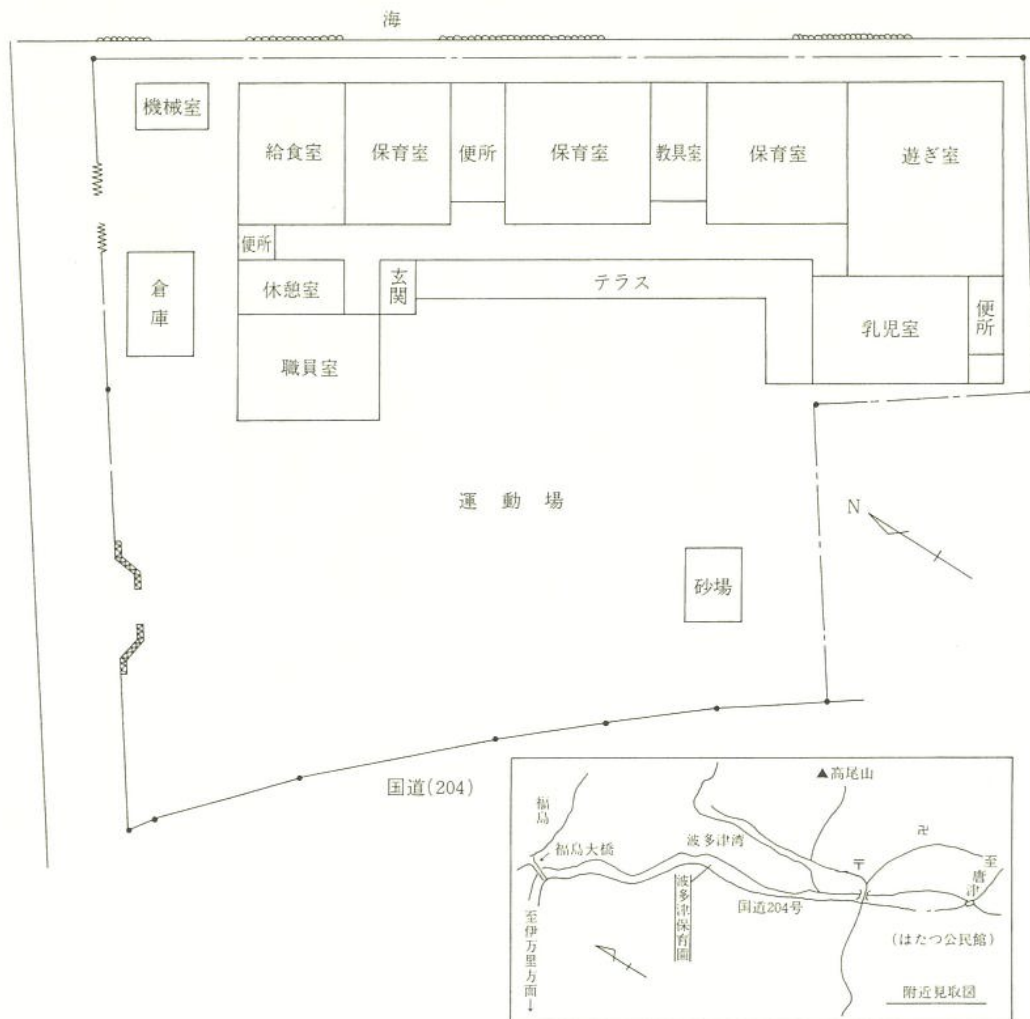 海
機械室
給食室
保育室
便所
保育室
教具室
保育室
遊ぎ室
便所
倉庫
休憩室
玄関
テラス
乳児室
便所
職員室
運動場
N
砂場
国道(204)
▲高尾山
福島
卍
福島大橋
波多津湾
〒
至唐津
波多津保育園
国道204号
至伊万里方面→
(はたつ公民館)
附近見取図